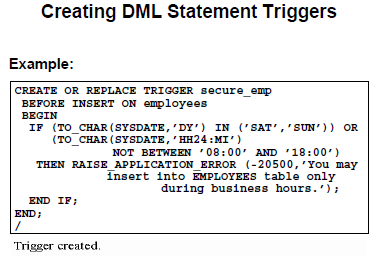 Creating DML Statement Triggers
Example:
CREATE OR REPLACE TRIGGER secure_emp
BEFORE INSERT ON employees
BEGIN
IF (TO_CHAR(SYSDATE,'DY') IN ('SAT','SUN')) OR
(TO_CHAR(SYSDATE,'HH24:MI')
NOT BETWEEN '08:00' AND '18:00')
THEN RAISE_APPLICATION_ERROR (-20500,'You may
insert into EMPLOYEES table only
during business hours.');
END IF;
END;
/
Trigger created.